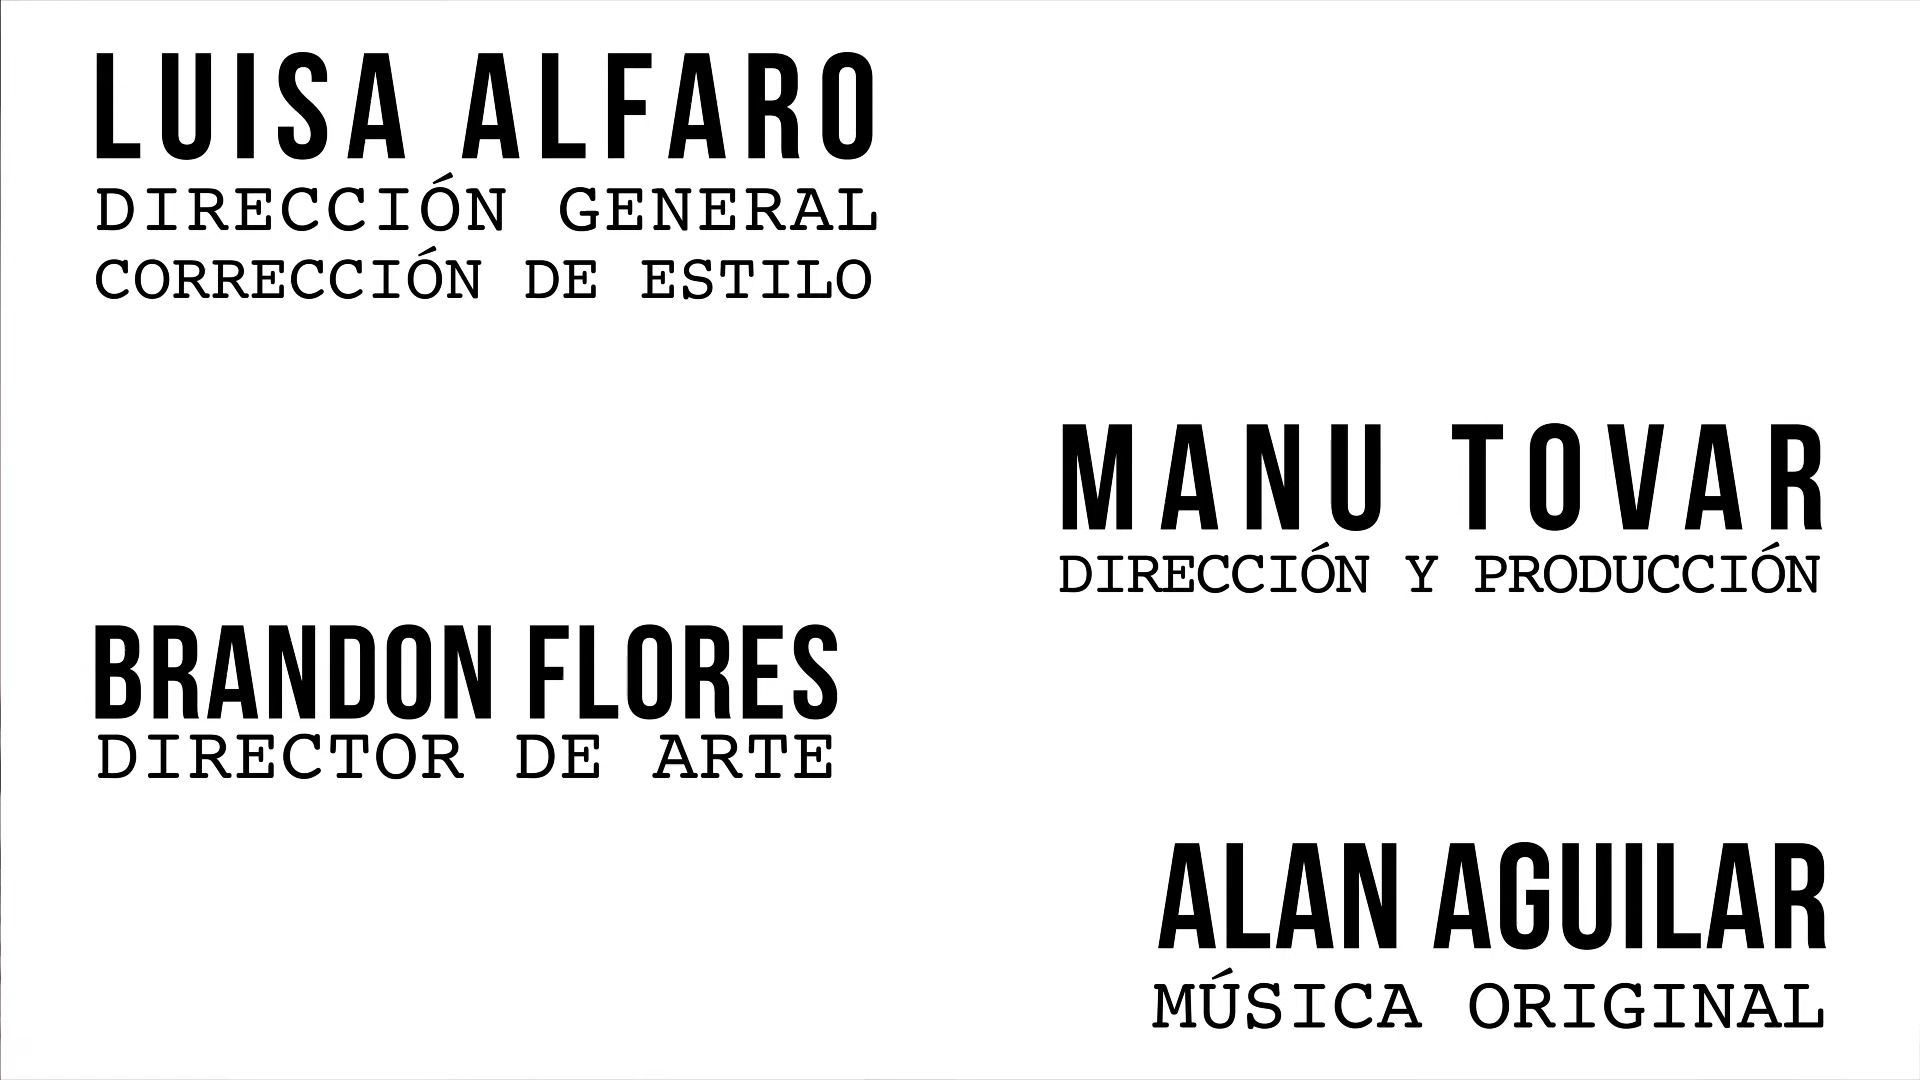 LUISA ALFARO
DIRECCIÓN GENERAL
CORRECCIÓN DE ESTILO
MANU TOVAR
DIRECCIÓN Y PRODUCCIÓN
BRANDON FLORES
DIRECTOR DE ARTE
ALAN AGUILAR
MÚSICA ORIGINAL